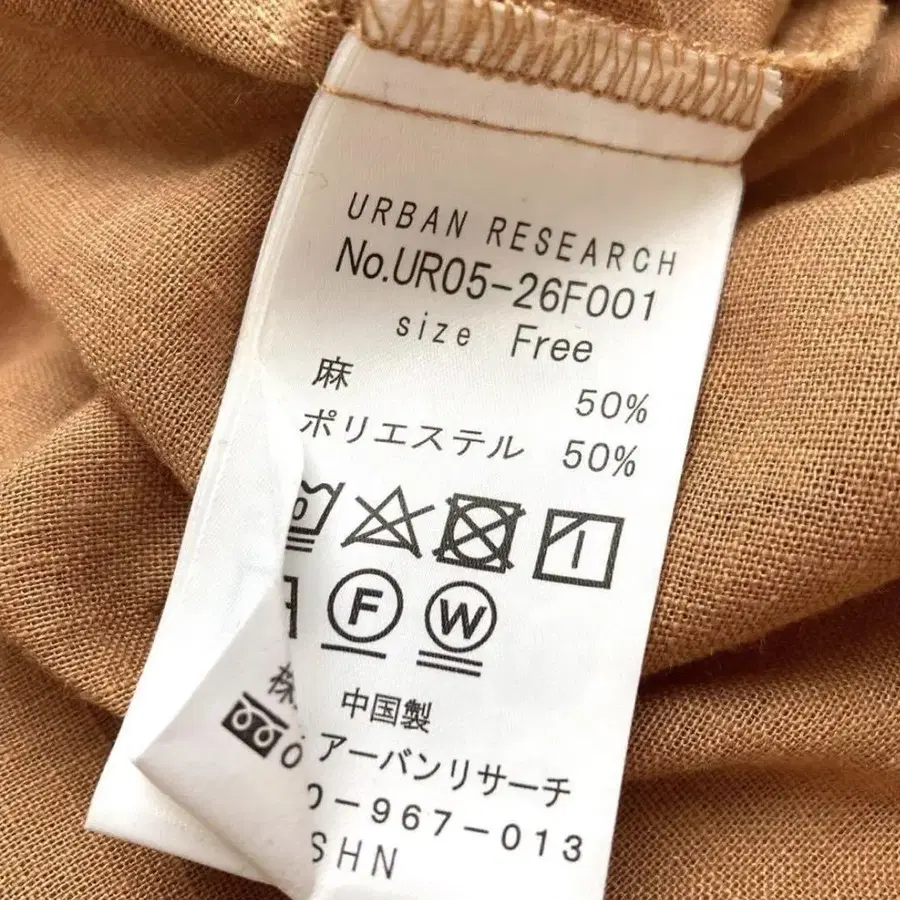 URBAN RESEARCH
No.UR05-26F001
size Free
麻 50%
ポリエステル 50%
F W
中国製
アーバンリサーチ
-967-013
SHN